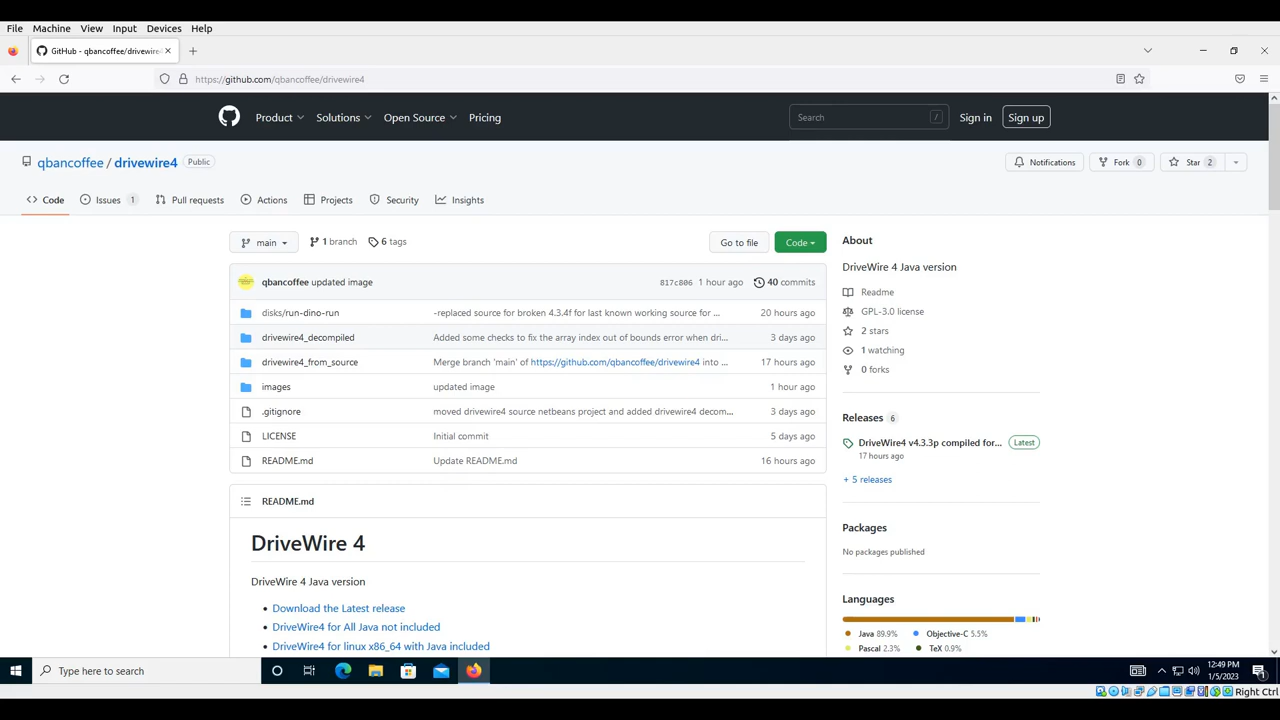 File Machine View Input Devices Help
GitHub - qbancoffee/drivewire
https://github.com/qbancoffee/drivewire4
Product Solutions Open Source Pricing Search / Sign in Sign up
qbancoffee / drivewire4 Public Notifications Fork 0 Star 2
Code Issues 1 Pull requests Actions Projects Security Insights
main 1 branch 6 tags Go to file Code
qbancoffee updated image 817c806 1 hour ago 40 commits
disks/run-dino-run -replaced source for broken 4.3.4f for last known working source for ... 20 hours ago
drivewire4_decompiled Added some checks to fix the array index out of bounds error when dri... 3 days ago
drivewire4_from_source Merge branch 'main' of https://github.com/qbancoffee/drivewire4 into ... 17 hours ago
images updated image 1 hour ago
.gitignore moved drivewire4 source netbeans project and added drivewire4 decom... 3 days ago
LICENSE Initial commit 5 days ago
README.md Update README.md 16 hours ago
README.md
DriveWire 4
DriveWire 4 Java version
Download the Latest release
DriveWire4 for All Java not included
DriveWire4 for linux x86_64 with Java included
About
DriveWire 4 Java version
Readme
GPL-3.0 license
2 stars
1 watching
0 forks
Releases 6
DriveWire4 v4.3.3p compiled for... Latest
17 hours ago
+ 5 releases
Packages
No packages published
Languages
Java 89.9% Objective-C 5.5%
Pascal 2.3% TeX 0.9%
Type here to search
12:49 PM
1/5/2023
1
Right Ctrl